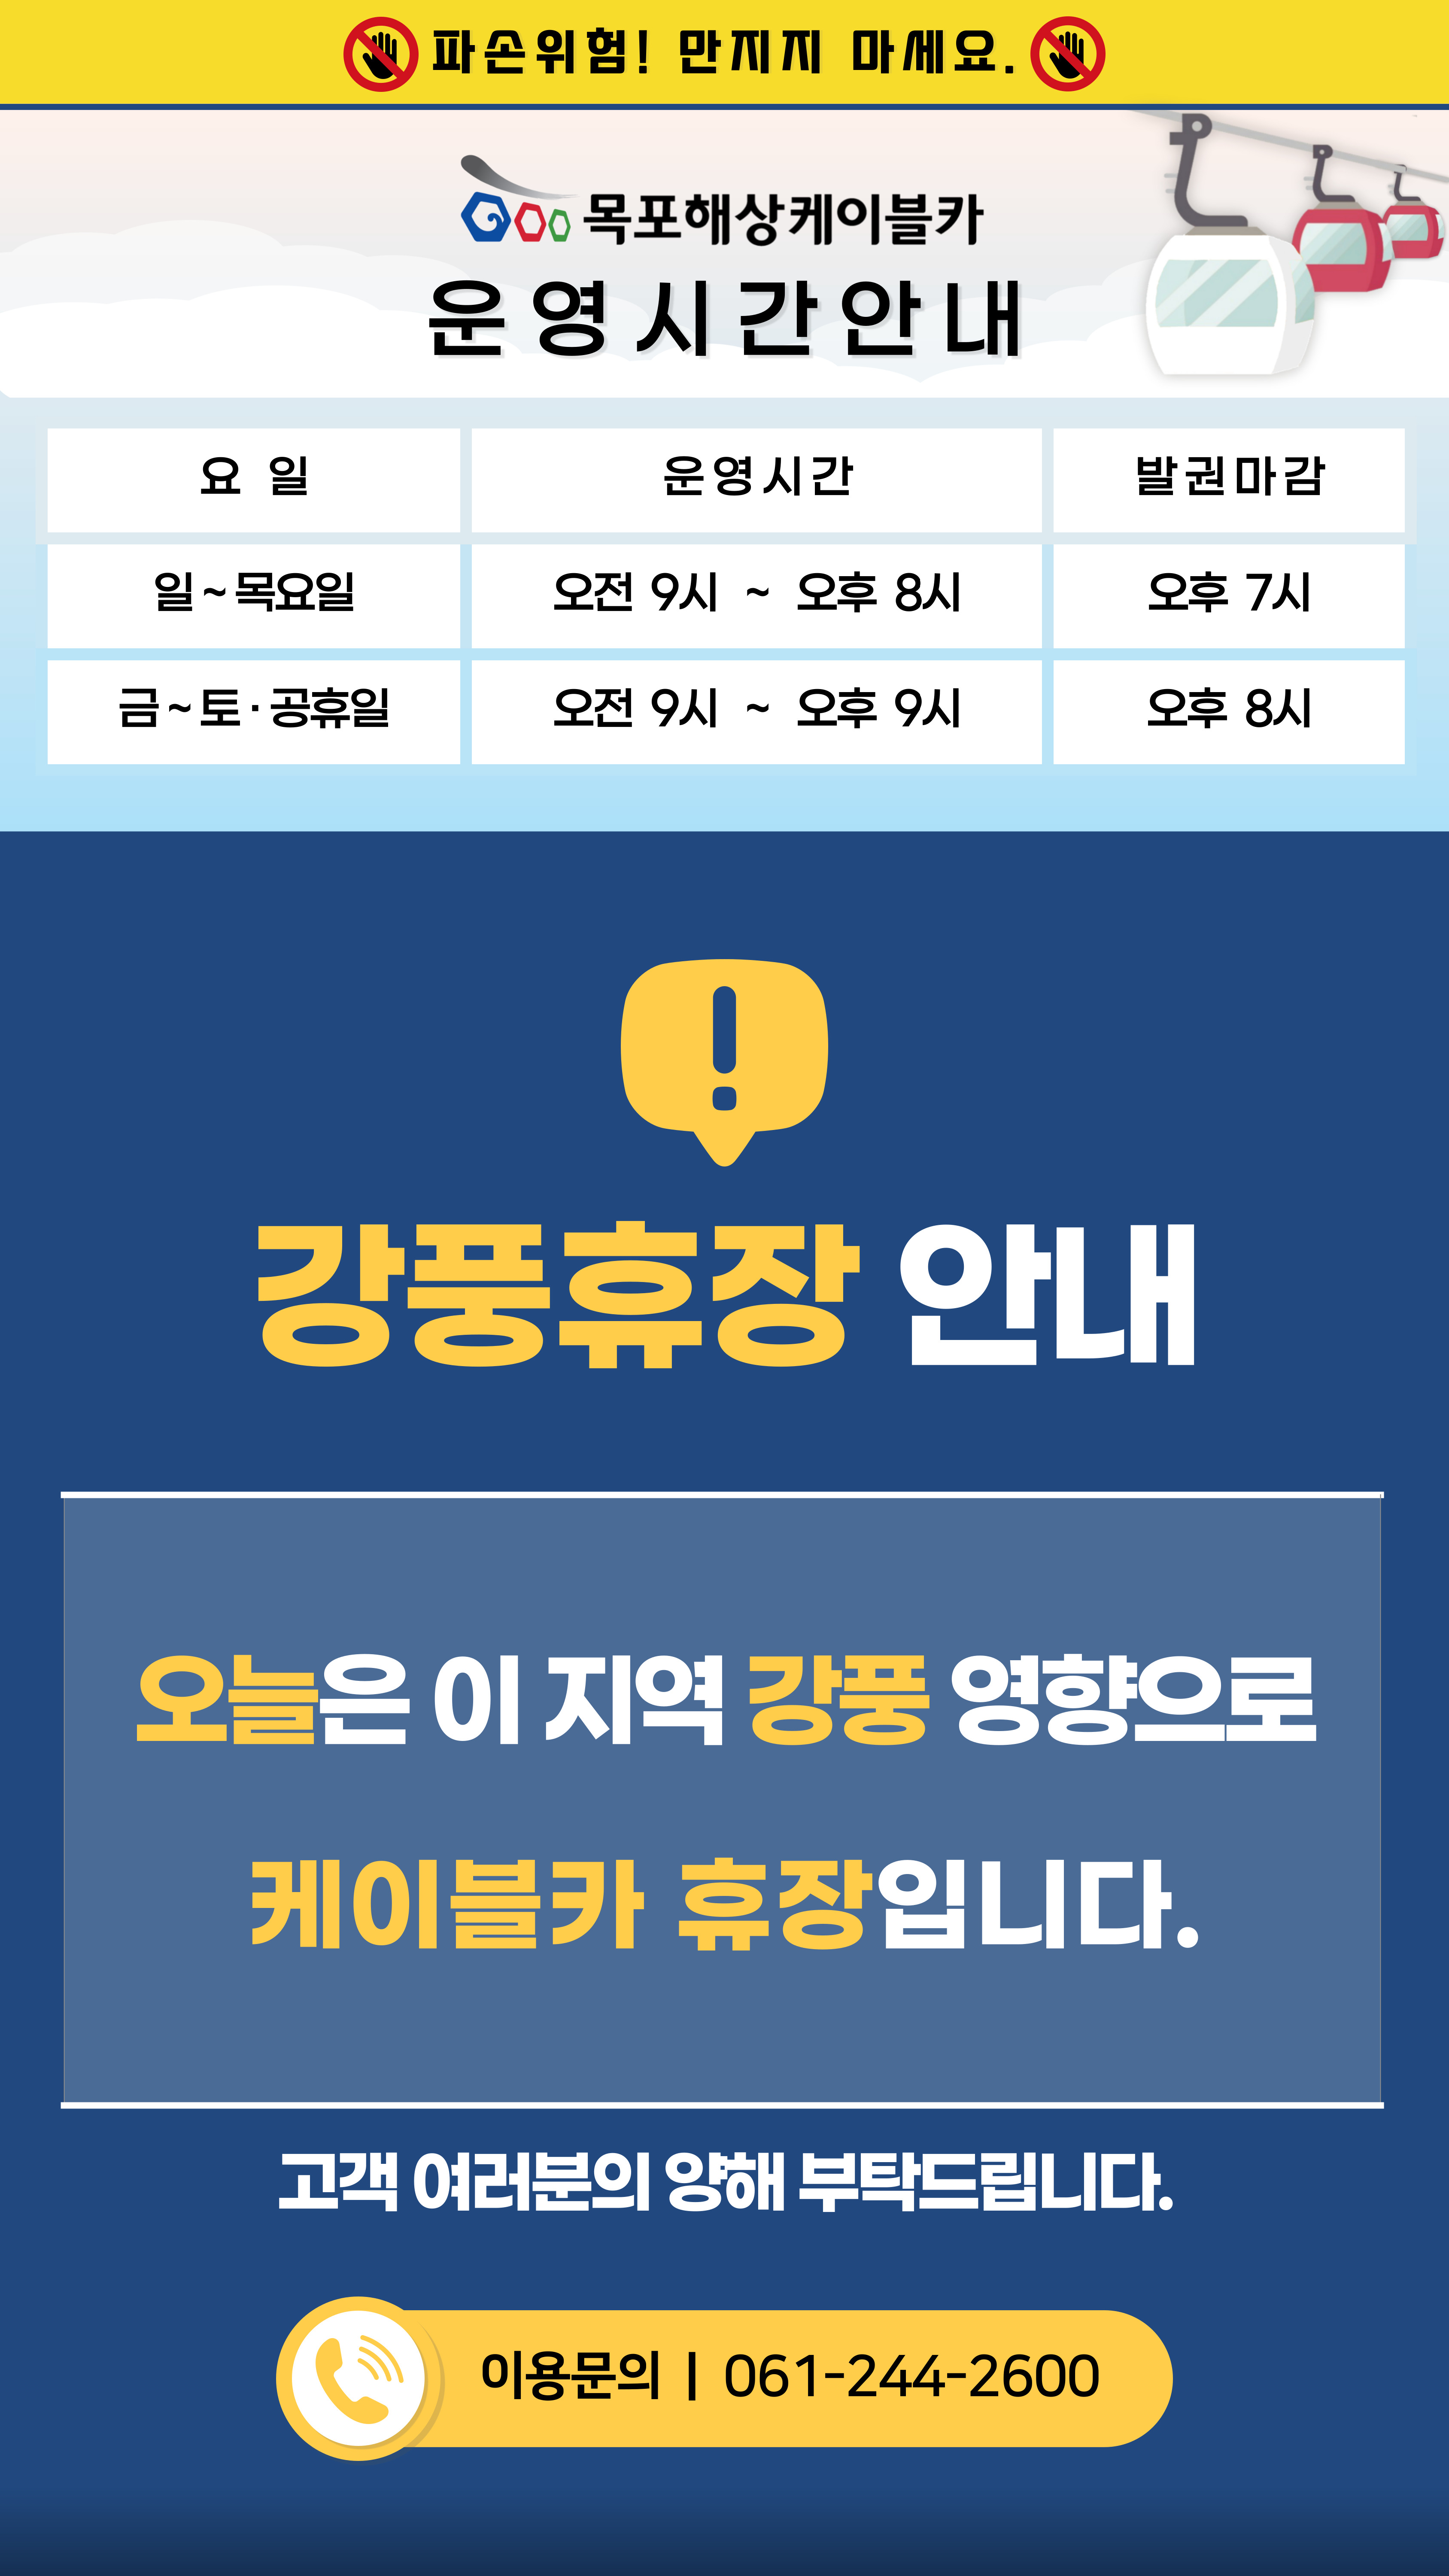 파손위험! 만지지 마세요.
목포해상케이블카
운영시간안내
요 일 운영시간 발권마감
일~목요일 오전 9시 ~ 오후 8시 오후 7시
금~토·공휴일 오전 9시 ~ 오후 9시 오후 8시
강풍휴장 안내
오늘은 이 지역 강풍 영향으로
케이블카 휴장입니다.
고객 여러분의 양해 부탁드립니다.
이용문의 | 061-244-2600